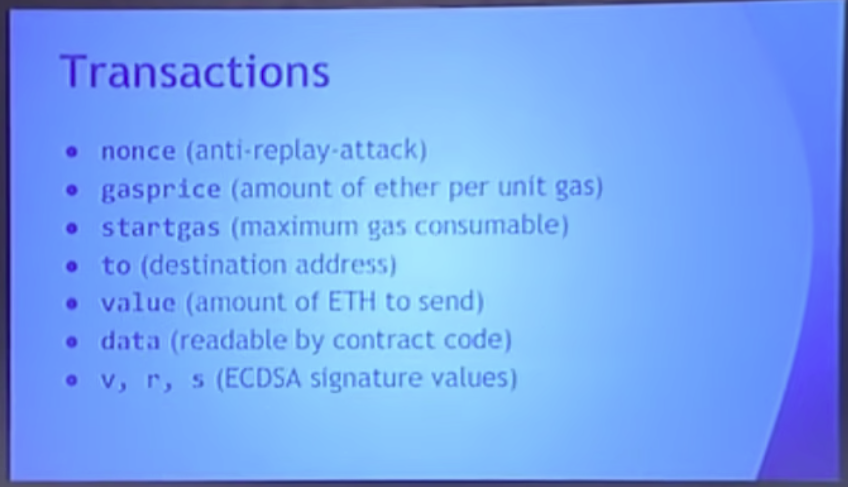 Transactions
• nonce (anti-replay-attack)
• gasprice (amount of ether per unit gas)
• startgas (maximum gas consumable)
• to (destination address)
• value (amount of ETH to send)
• data (readable by contract code)
• v, r, s (ECDSA signature values)